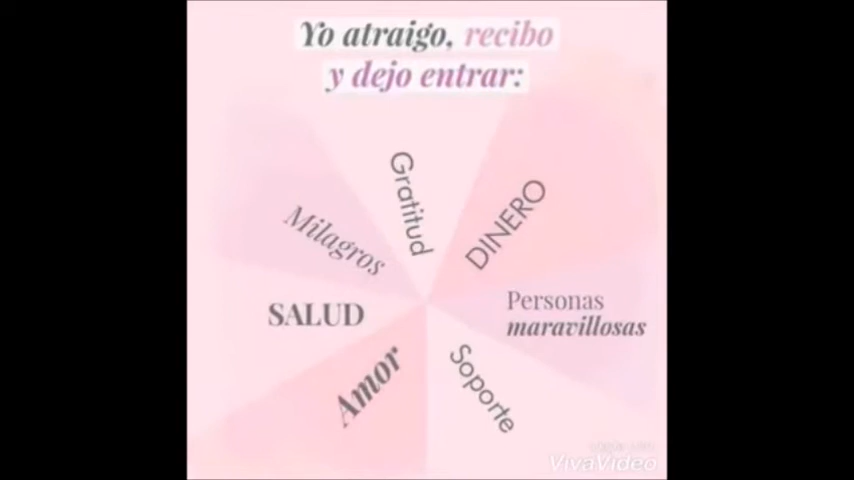 Yo atraigo, recibo
y dejo entrar:
Gratitud
DINERO
Personas
maravillosas
Soporte
Amor
SALUD
Milagros
VivaVideo